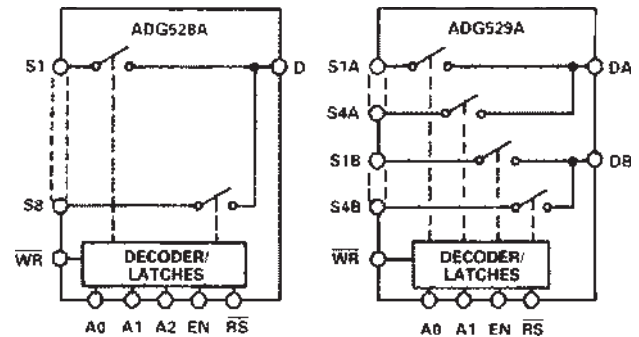 ADG528A
S1
D
S8
WR
DECODER/
LATCHES
A0 A1 A2 EN RS
ADG529A
S1A
DA
S4A
S1B
DB
S4B
WR
DECODER/
LATCHES
A0 A1 EN RS